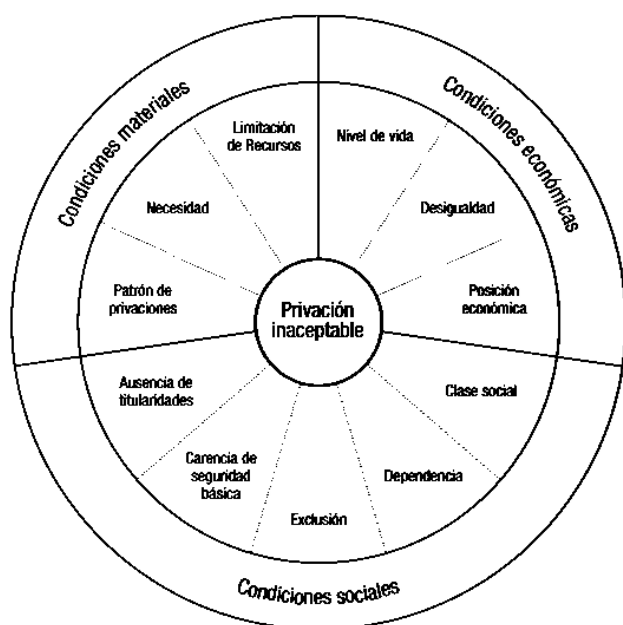 Condiciones materiales
Condiciones económicas
Limitación
de Recursos
Nivel de vida
Necesidad
Desigualdad
Patrón de
privaciones
Privación
inaceptable
Posición
económica
Ausencia de
titularidades
Clase social
Carencia de
seguridad
básica
Dependencia
Exclusión
Condiciones sociales